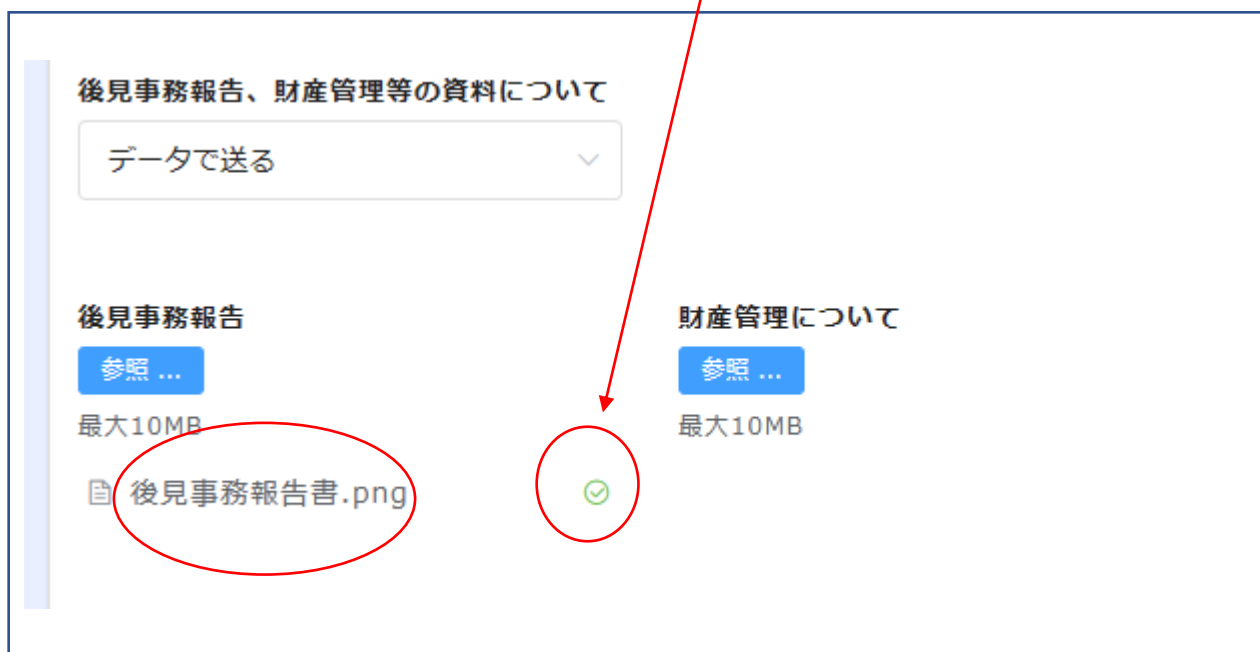 後見事務報告、財産管理等の資料について
データで送る
後見事務報告
財産管理について
参照 ...
参照 ...
最大10MB
最大10MB
後見事務報告書.png